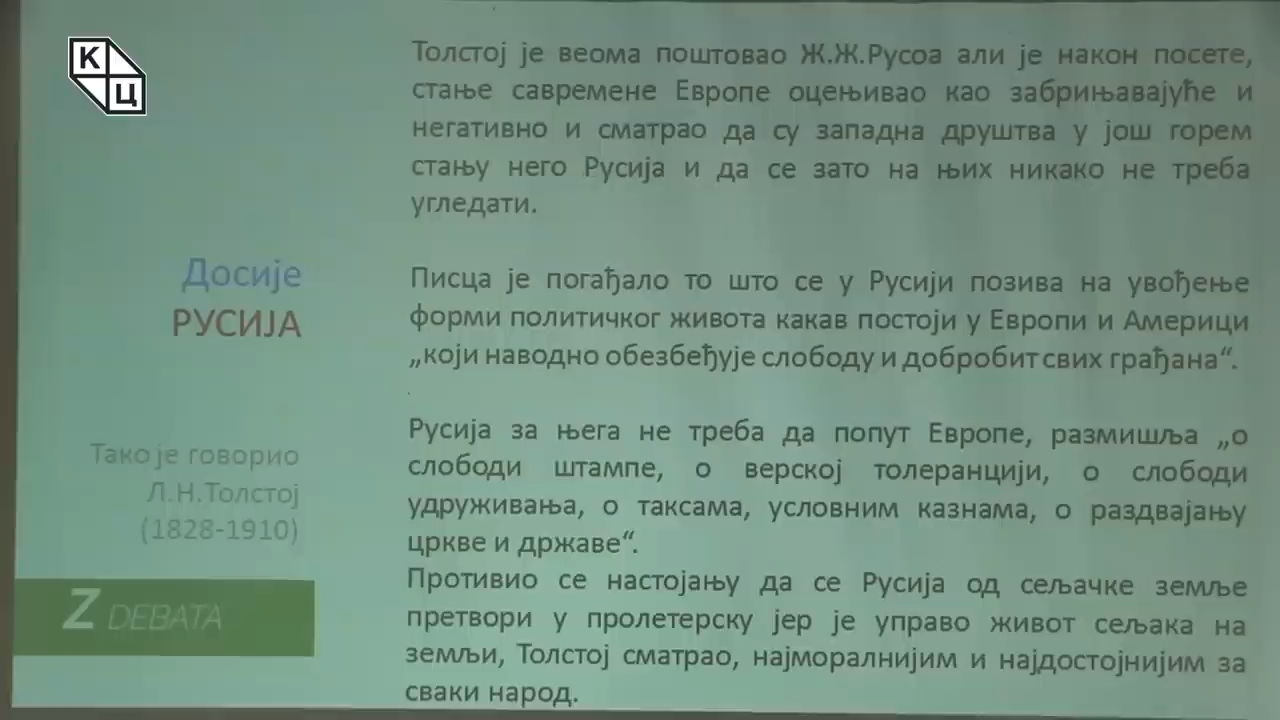 К
Ц
Толстој је веома поштовао Ж.Ж.Русоа али је након посете,
стање савремене Европе оцењивао као забрињавајуће и
негативно и сматрао да су западна друштва у још горем
стању него Русија и да се зато на њих никако не треба
угледати.
Досије
РУСИЈА
Писца је погађало то што се у Русији позива на увођење
форми политичког живота какав постоји у Европи и Америци
„који наводно обезбеђује слободу и добробит свих грађана“.
Тако је говорио
Л.Н.Толстој
(1828-1910)
Русија за њега не треба да попут Европе, размишља „о
слободи штампе, о верској толеранцији, о слободи
удруживања, о таксама, условним казнама, о раздвајању
цркве и државе“.
Противио се настојању да се Русија од сељачке земље
претвори у пролетерску јер је управо живот сељака на
земљи, Толстој сматрао, најморалнијим и најдостојнијим за
сваки народ.
Z DEBATA